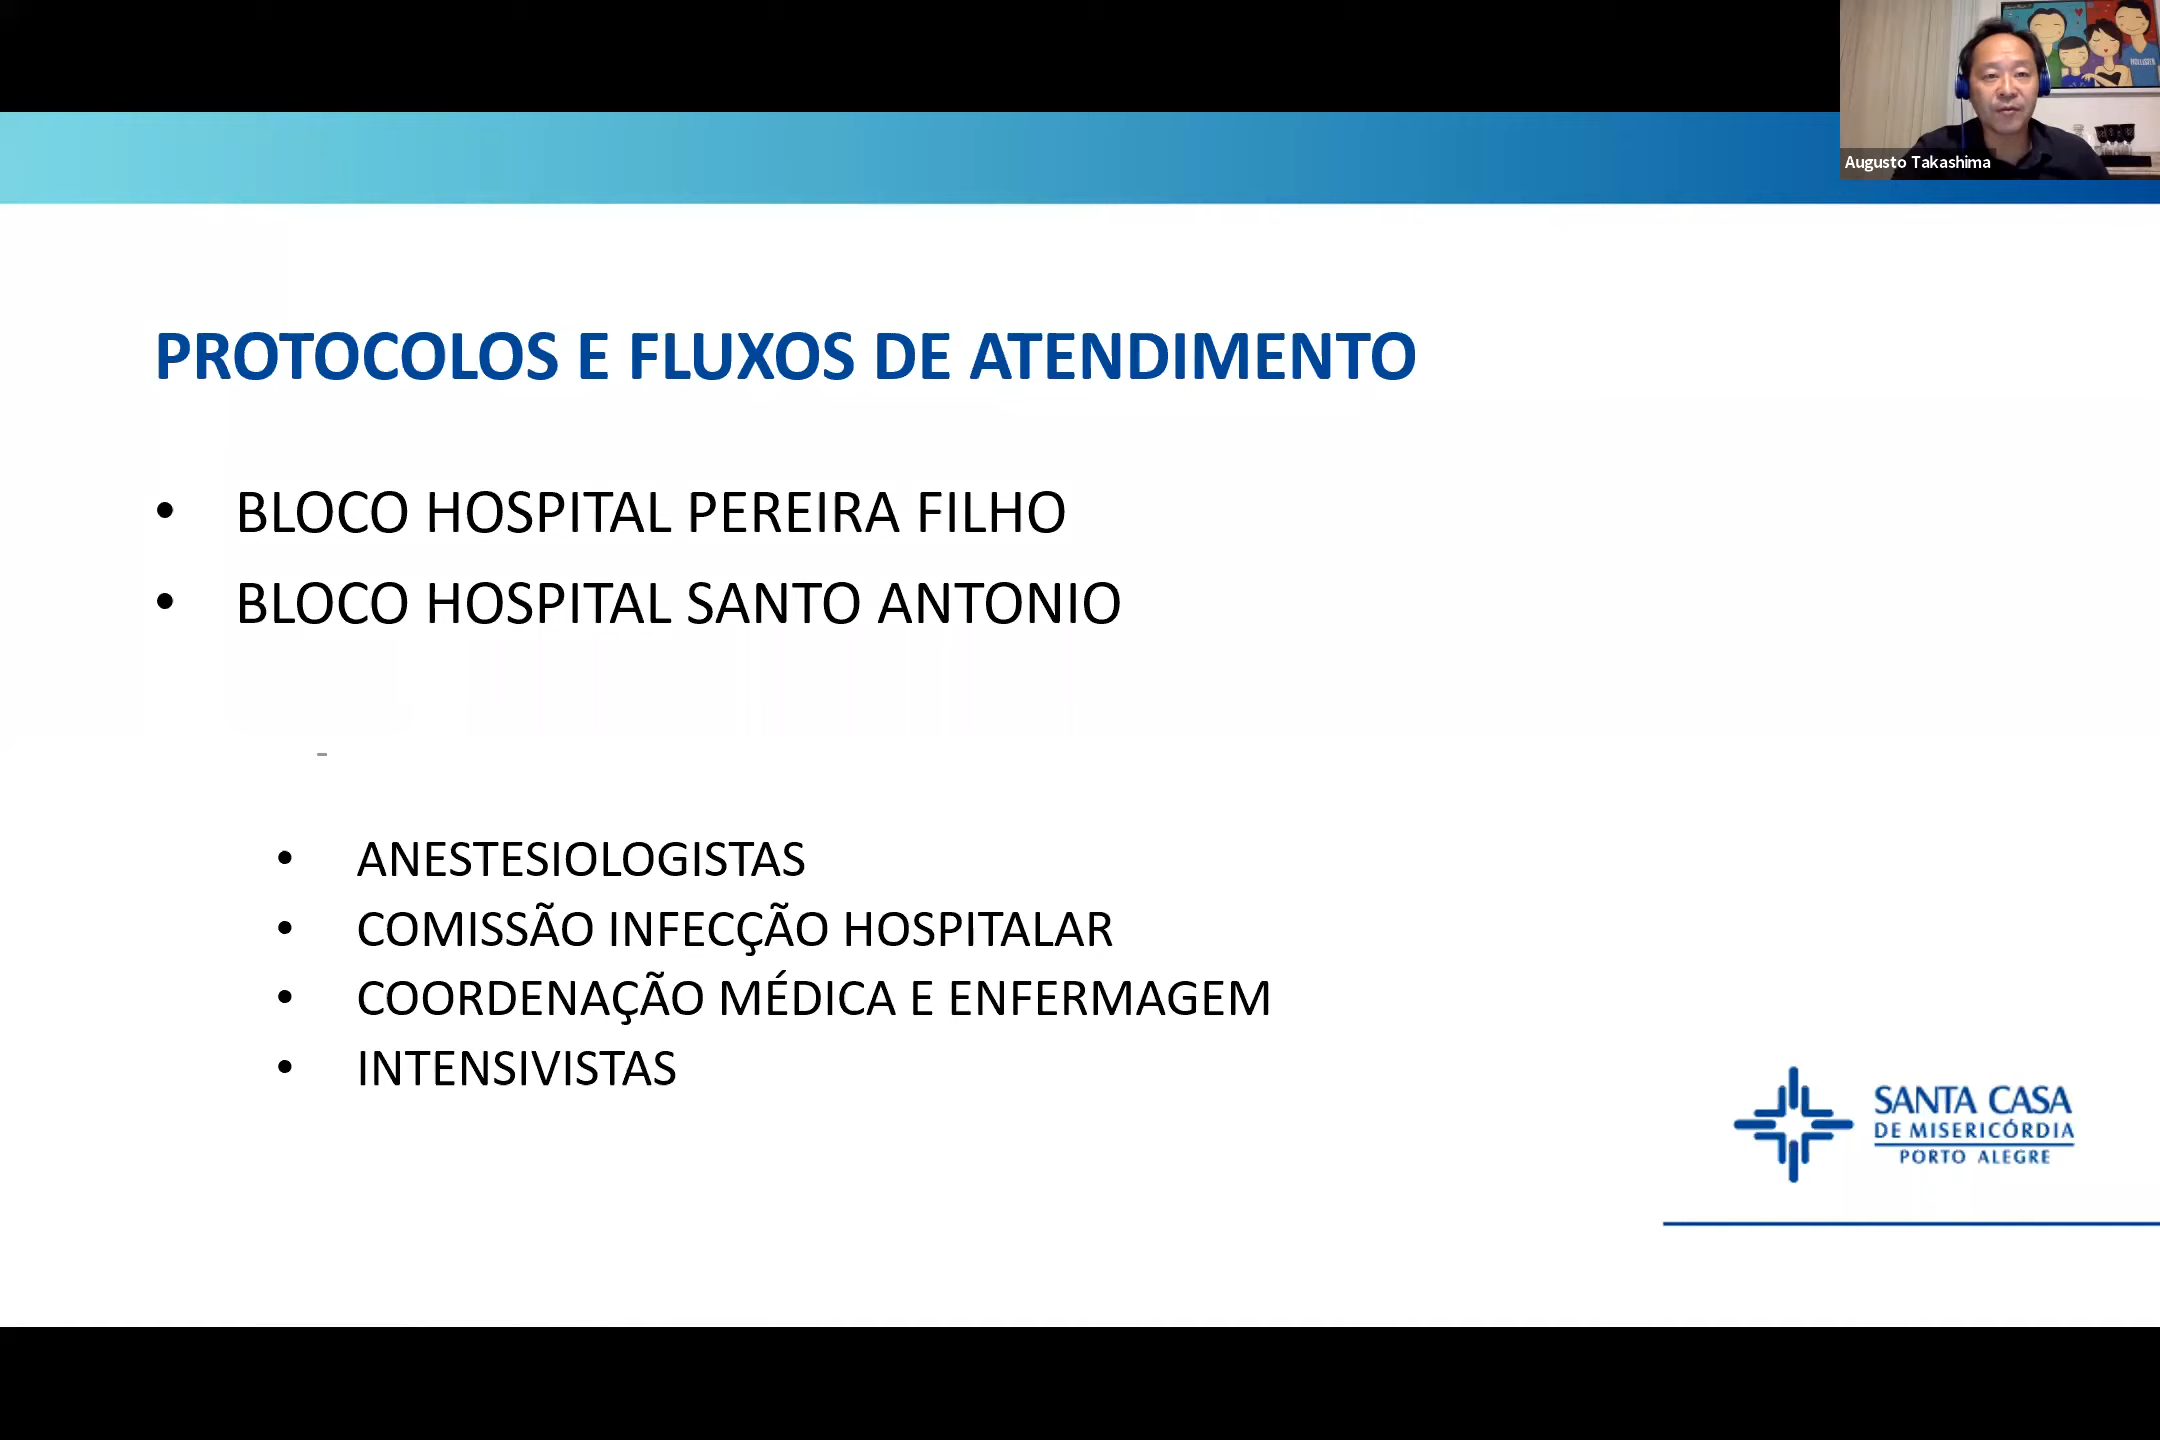 Augusto Takashima
PROTOCOLOS E FLUXOS DE ATENDIMENTO
• BLOCO HOSPITAL PEREIRA FILHO
• BLOCO HOSPITAL SANTO ANTONIO
-
• ANESTESIOLOGISTAS
• COMISSÃO INFECÇÃO HOSPITALAR
• COORDENAÇÃO MÉDICA E ENFERMAGEM
• INTENSIVISTAS
SANTA CASA
DE MISERICÓRDIA
PORTO ALEGRE